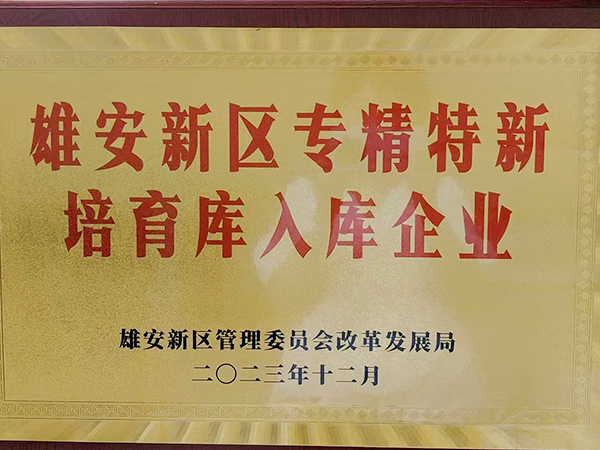 雄安新区专精特新
培育库入库企业
雄安新区管理委员会改革发展局
二〇二三年十二月